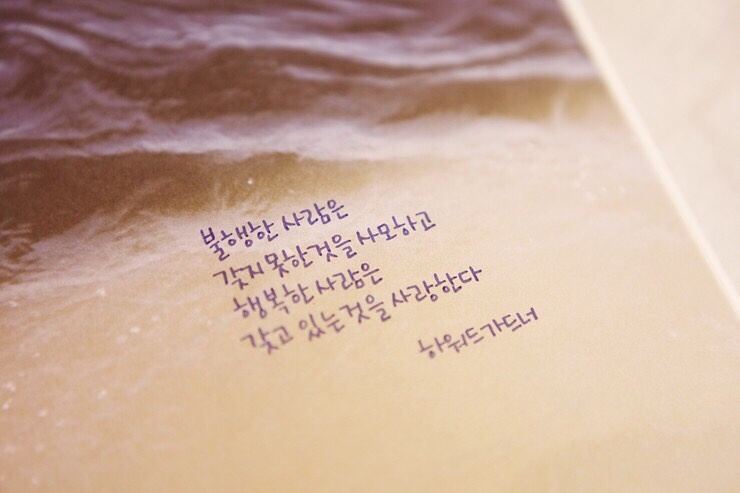 불행한 사람은
갖지 못한것을 사모하고
행복한 사람은
갖고 있는것을 사랑한다
하워드가드너